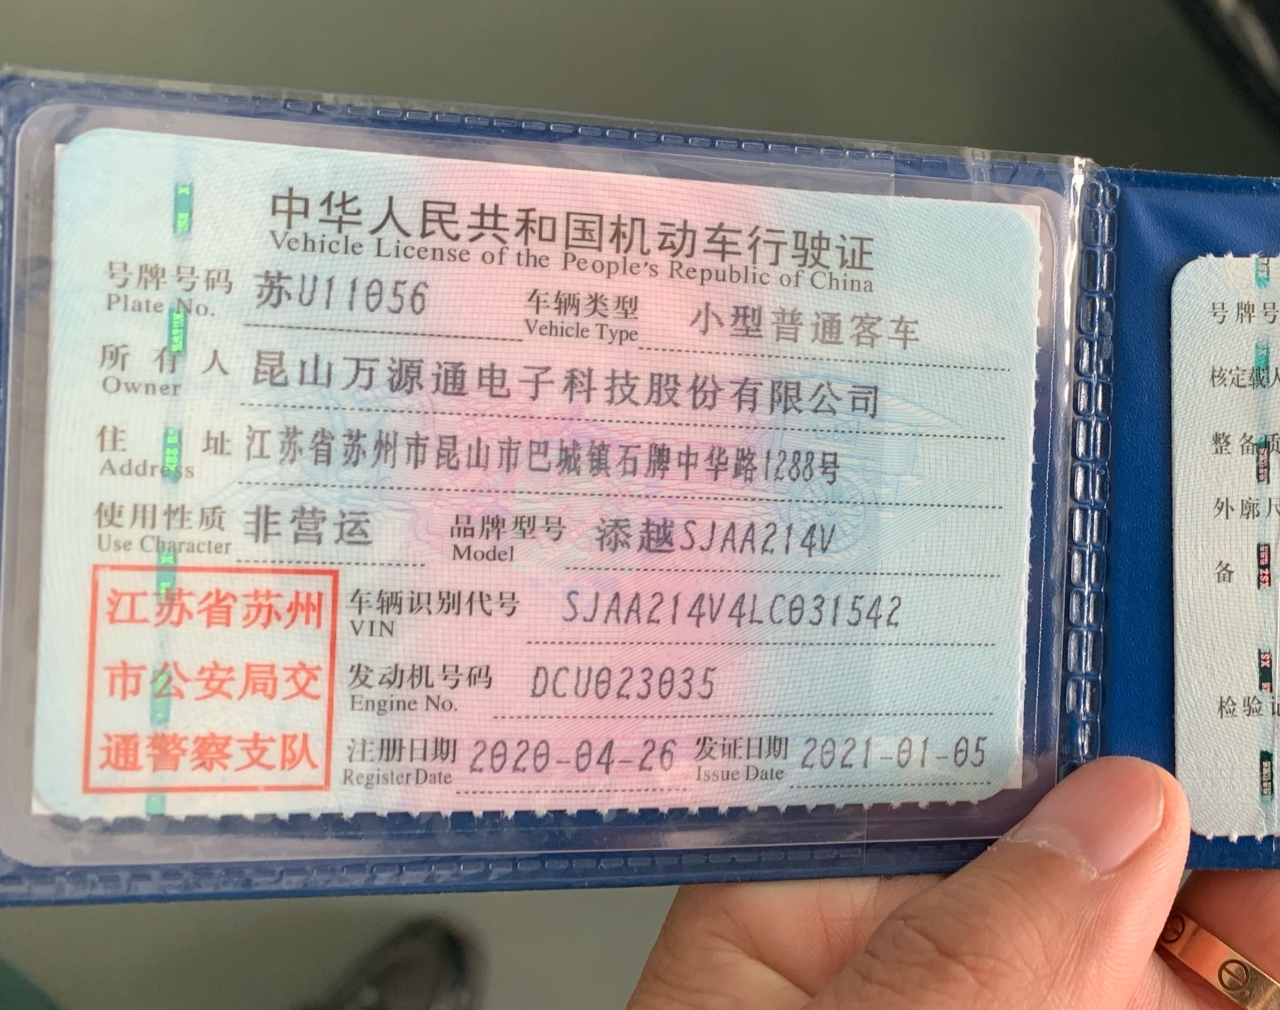 中华人民共和国机动车行驶证
Vehicle License of the People's Republic of China
号牌号码 苏U11056 车辆类型 小型普通客车
Plate No. Vehicle Type
所有人 昆山万源通电子科技股份有限公司
Owner
住址 江苏省苏州市昆山市巴城镇石牌中华路1288号
Address
使用性质 非营运 品牌型号 添越SJAA214V
Use Character Model
江苏省苏州
市公安局交
通警察支队
车辆识别代号 SJAA214V4LC031542
VIN
发动机号码 DCU023035
Engine No.
注册日期 2020-04-26 发证日期 2021-01-05
Register Date Issue Date
号牌号
核定载人
整备质
外廓尺
备
检验记